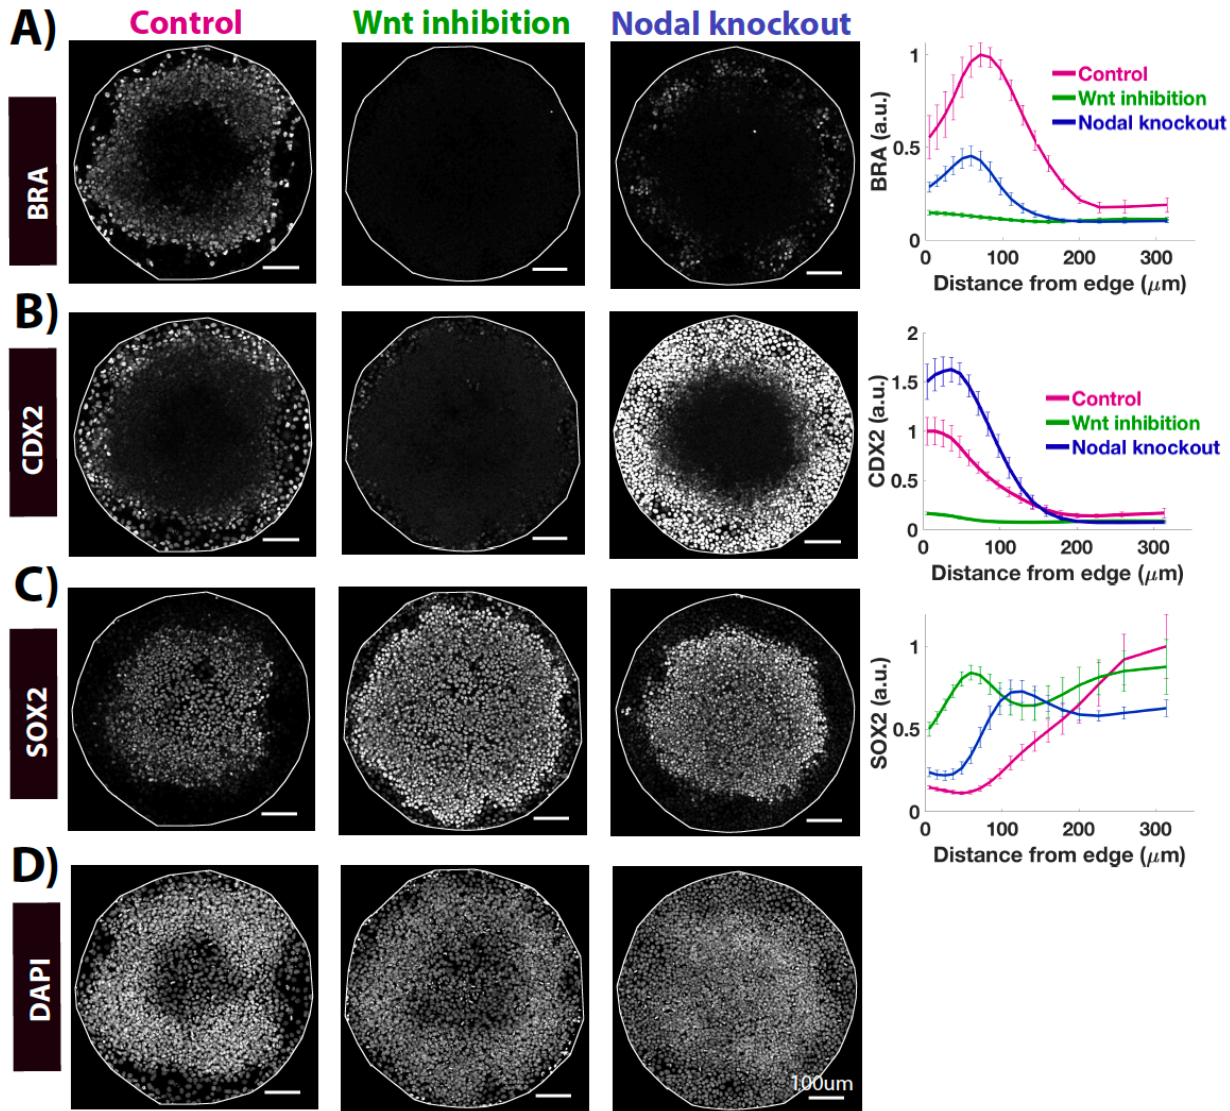 A)
Control
Wnt inhibition
Nodal knockout
BRA
BRA (a.u.)
1
0.5
0
Control
Wnt inhibition
Nodal knockout
0
100
200
300
Distance from edge (μm)
B)
CDX2
CDX2 (a.u.)
2
1.5
1
0.5
0
Control
Wnt inhibition
Nodal knockout
0
100
200
300
Distance from edge (μm)
C)
SOX2
SOX2 (a.u.)
1
0.5
0
0
100
200
300
Distance from edge (μm)
D)
DAPI
100um